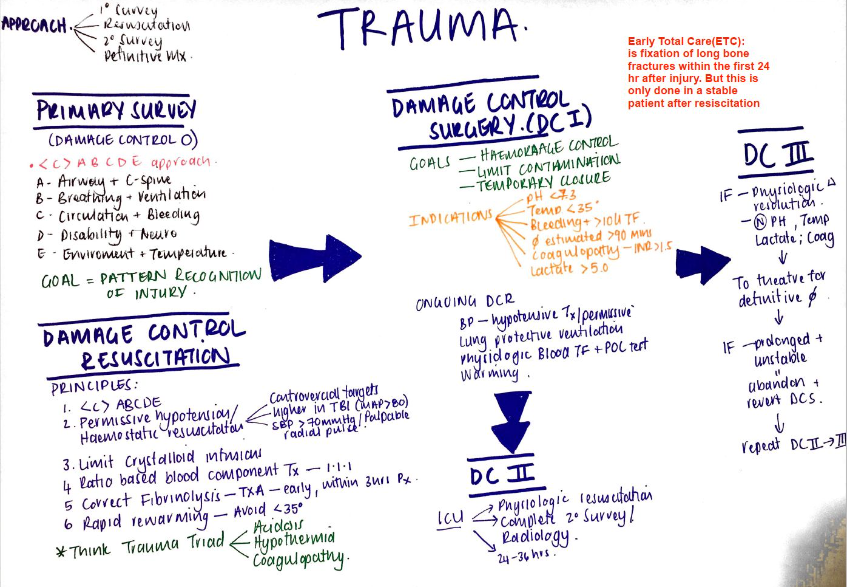 TRAUMA.
APPROACH.
1° Survey
Resuscitation
2° Survey
Definitive Mx.
Early Total Care(ETC):
is fixation of long bone
fractures within the first 24
hr after injury. But this is
only done in a stable
patient after resiscitation
PRIMARY SURVEY
(DAMAGE CONTROL 0)
• <C> A B C D E approach.
A - Airway + C-spine
B - Breathing + Ventilation
C - Circulation + Bleeding
D - Disability + Neuro
E - Enviroment + Temperature.
GOAL = PATTERN RECOGNITION
OF INJURY.
DAMAGE CONTROL
RESUSCITATION
PRINCIPLES:
1. <C> ABCDE
2. Permissive hypotension/
Haemostatic resuscitation
Controversial targets
higher in TBI (MAP>80)
SBP >70mmHg/Palpable
radial pulse.
3. Limit Crystalloid infusions
4 Ratio based blood component Tx — 1·1·1
5 Correct Fibrinolysis — TXA — early, within 3hrs Px.
6 Rapid rewarming — Avoid <35°
* Think Trauma Triad
Acidosis
Hypothermia
Coagulopathy.
DAMAGE CONTROL
SURGERY. (DC I)
GOALS — HAEMORAAGE CONTROL
— LIMIT CONTAMINATION
— TEMPORARY CLOSURE
INDICATIONS
pH <7.3
Temp <35°
Bleeding + >10U TF.
ø estimated >90 mins
Coagulopathy — INR >1.5
Lactate >5.0
ONGOING DCR
BP — hypotensive Tx/permissive
Lung protective ventilation
Physiologic Blood TF + POC test
Warming.
DC II
ICU
Physiologic resuscitation
Complete 2° Survey/
Radiology.
24-36 hrs.
DC III
IF — Physiologic Δ
resolution.
— Ⓝ PH, Temp
Lactate; Coag
↓
To theatre for
definitive ø.
↓
IF — prolonged +
unstable
"
abandon +
revert DCS.
↓
repeat DC II → III